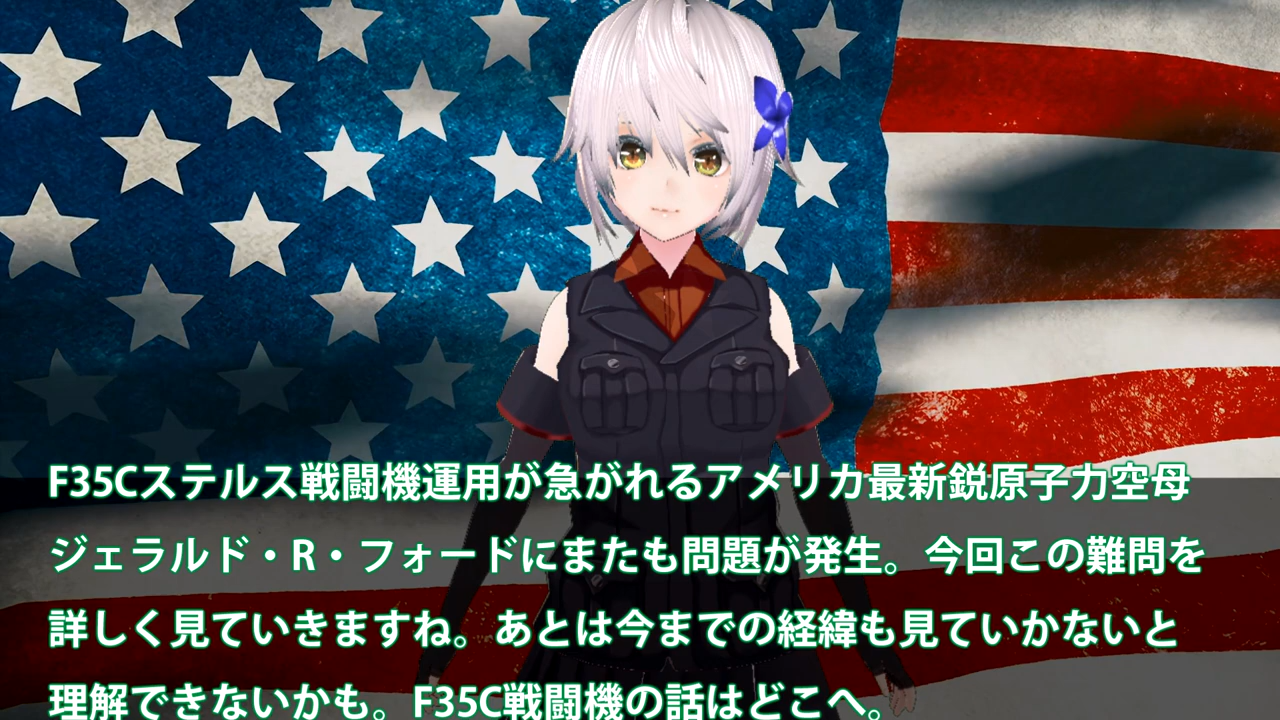 F35Cステルス戦闘機運用が急がれるアメリカ最新鋭原子力空母
ジェラルド・R・フォードにまたも問題が発生。今回この難問を
詳しく見ていきますね。あとは今までの経緯も見ていかないと
理解できないかも。F35C戦闘機の話はどこへ。